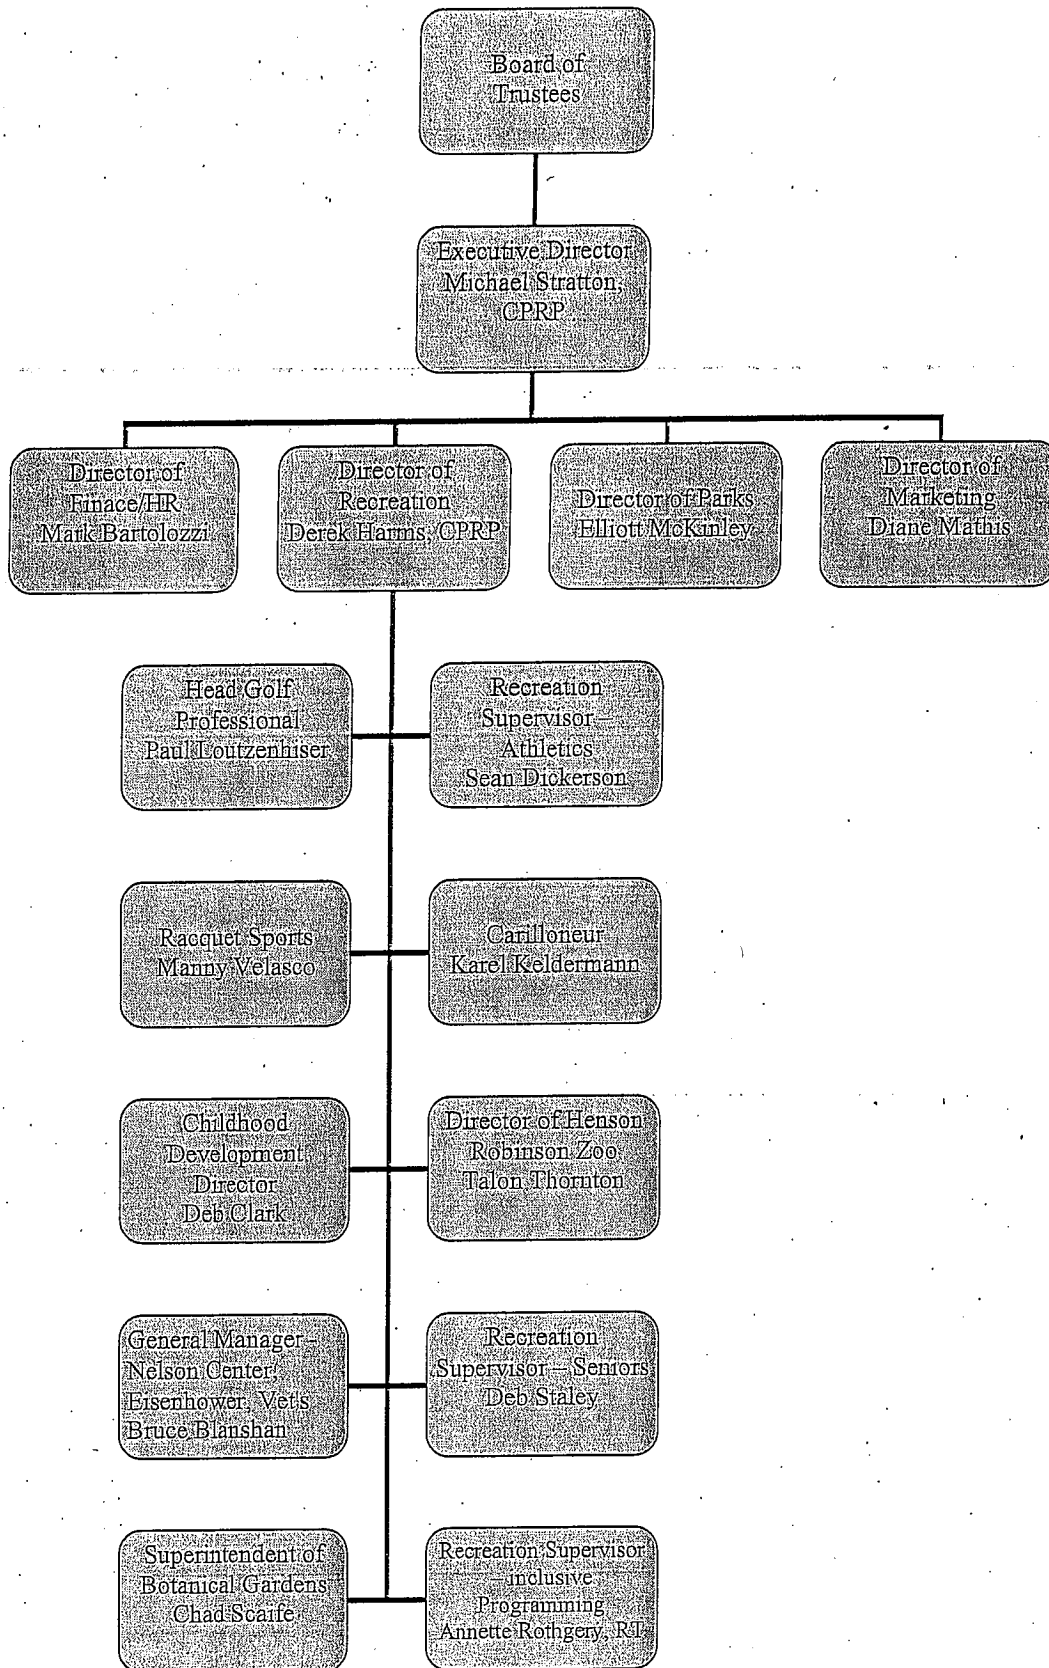 Board of
Trustees
Executive Director
Michael Stratton,
CPRP
Director of
Finace/HR
Mark Bartolozzi
Director of
Recreation
Derek Harms, CPRP
Director of Parks
Elliott McKinley
Director of
Marketing
Diane Mathis
Head Golf
Professional
Paul Loutzenhiser
Recreation
Supervisor –
Athletics
Sean Dickerson
Racquet Sports
Manny Velasco
Carilloneur
Karel Keldermann
Childhood
Development
Director
Deb Clark
Director of Henson
Robinson Zoo
Talon Thornton
General Manager –
Nelson Center,
Eisenhower, Vet's
Bruce Blanshan
Recreation
Supervisor – Seniors
Deb Staley
Superintendent of
Botanical Gardens
Chad Scaife
Recreation Supervisor
– inclusive
Programming
Annette Rothgery, RT